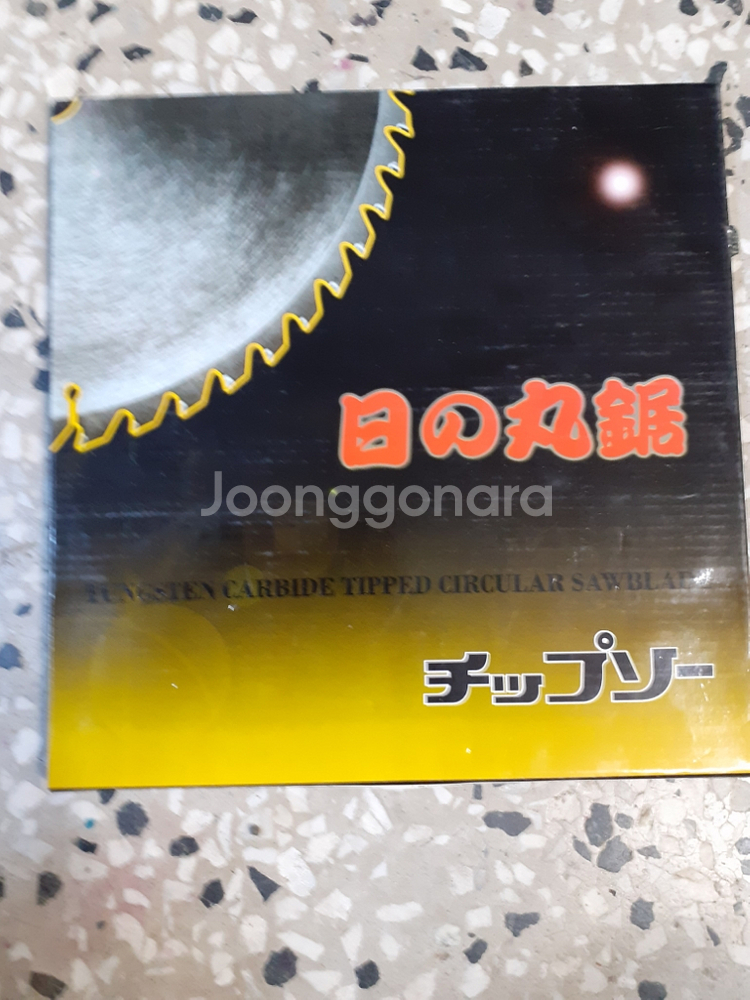 日の丸鋸
Joonggonara
TUNGSTEN CARBIDE TIPPED CIRCULAR SAWBLADE
チップソー